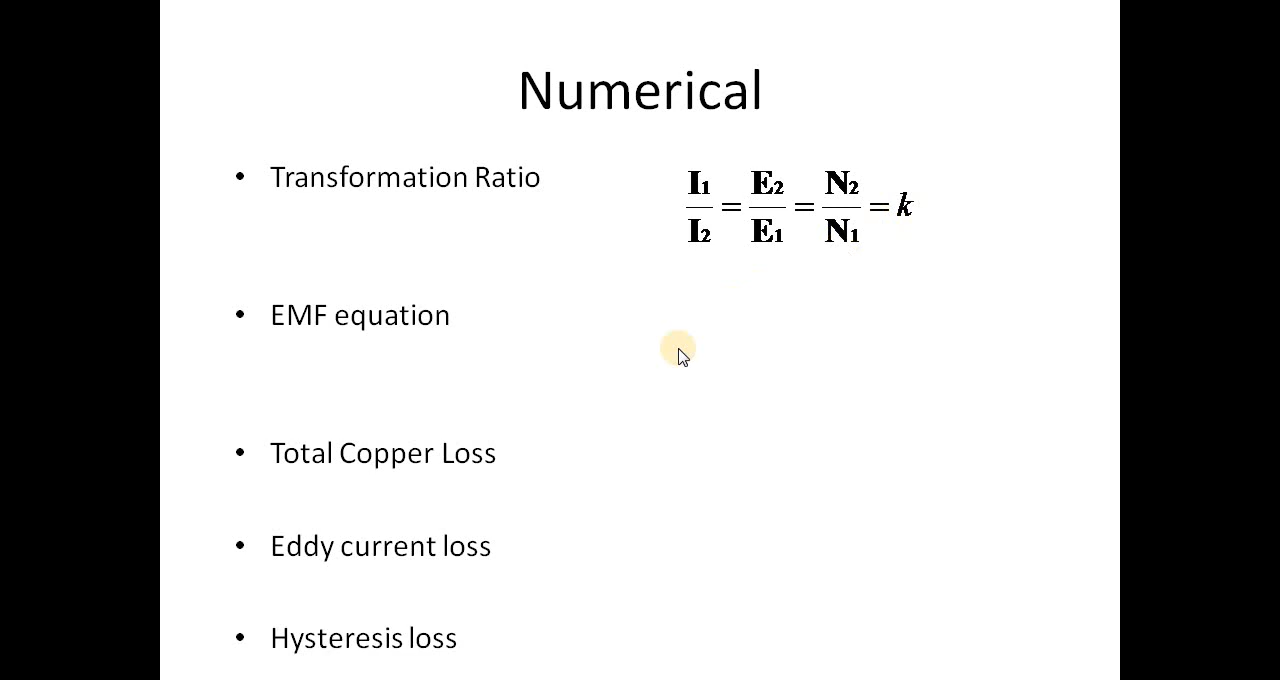 Numerical
• Transformation Ratio
I₁/I₂ = E₂/E₁ = N₂/N₁ = k
• EMF equation
• Total Copper Loss
• Eddy current loss
• Hysteresis loss